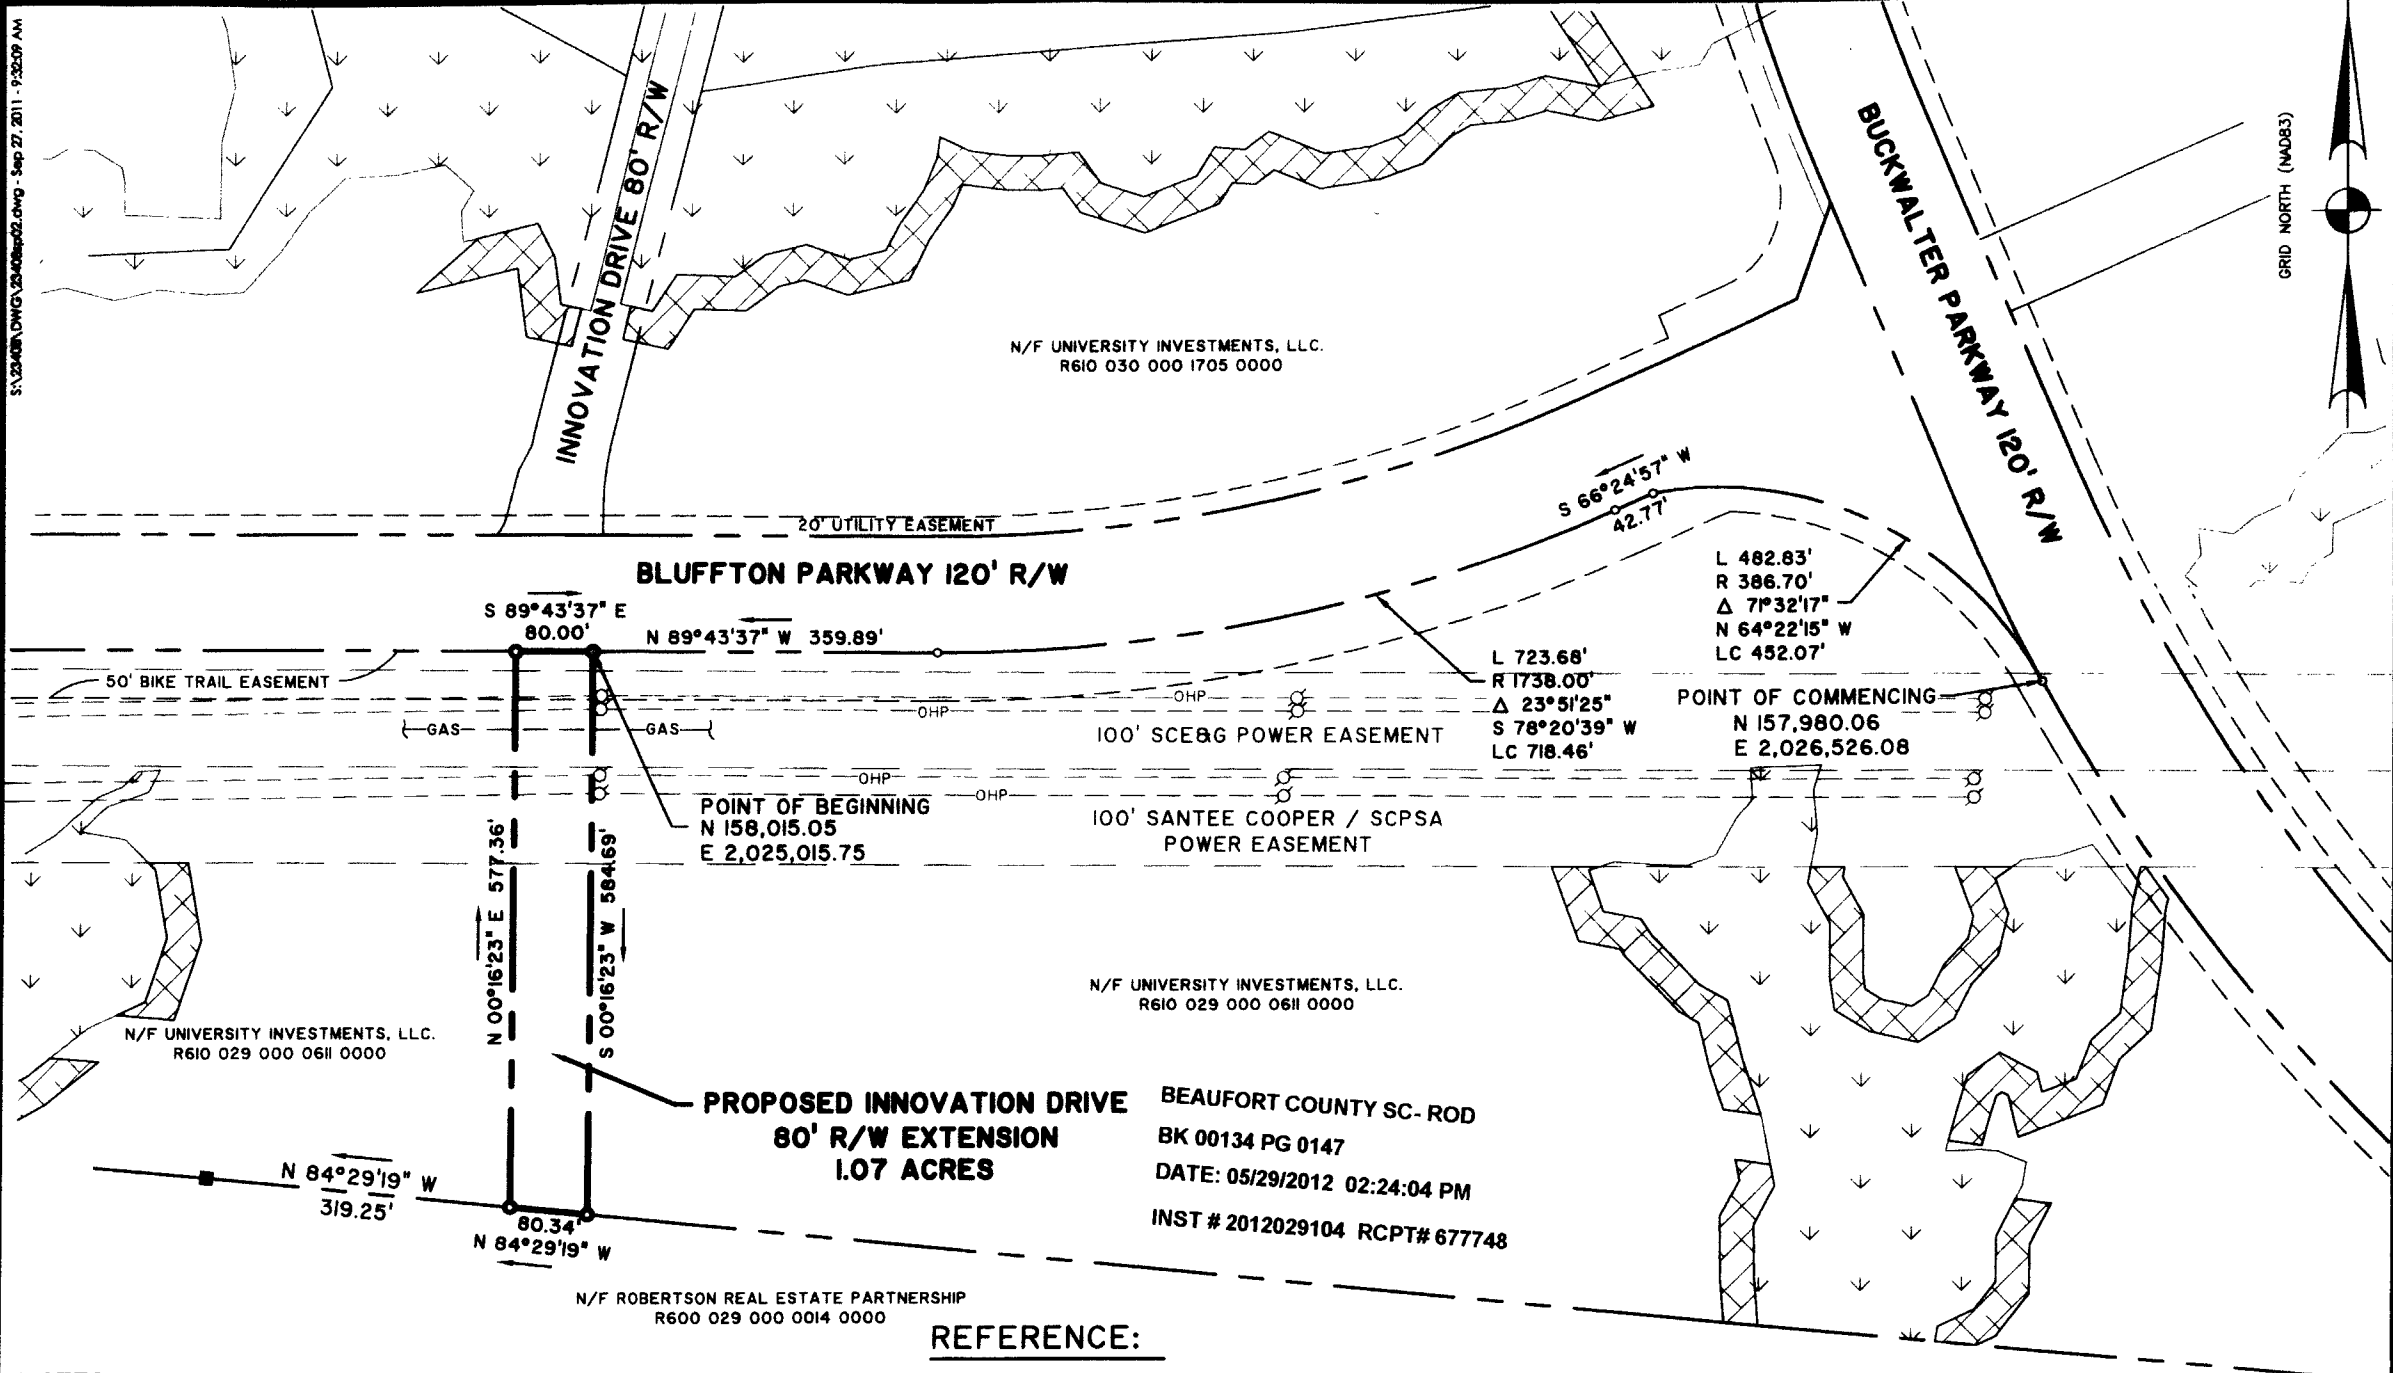 S:\23408\DWG\23408sp02.dwg - Sep 27, 2011 - 9:32:09 AM
INNOVATION DRIVE 80' R/W
BUCKWALTER PARKWAY 120' R/W
GRID NORTH (NAD83)
N/F UNIVERSITY INVESTMENTS, LLC.
R610 030 000 1705 0000
S 66°24'57" W
42.77'
20' UTILITY EASEMENT
BLUFFTON PARKWAY 120' R/W
L 482.83'
R 386.70'
Δ 71°32'17"
N 64°22'15" W
LC 452.07'
S 89°43'37" E
80.00'
N 89°43'37" W 359.89'
L 723.68'
R 1738.00'
Δ 23°51'25"
S 78°20'39" W
LC 718.46'
50' BIKE TRAIL EASEMENT
POINT OF COMMENCING
N 157,980.06
E 2,026,526.08
OHP
OHP
GAS
GAS
100' SCE&G POWER EASEMENT
OHP
OHP
POINT OF BEGINNING
N 158,015.05
E 2,025,015.75
100' SANTEE COOPER / SCPSA
POWER EASEMENT
N 00°16'23" E 577.36'
S 00°16'23" W 584.69'
N/F UNIVERSITY INVESTMENTS, LLC.
R610 029 000 0611 0000
N/F UNIVERSITY INVESTMENTS, LLC.
R610 029 000 0611 0000
PROPOSED INNOVATION DRIVE
80' R/W EXTENSION
1.07 ACRES
BEAUFORT COUNTY SC- ROD
BK 00134 PG 0147
DATE: 05/29/2012 02:24:04 PM
INST # 2012029104 RCPT# 677748
N 84°29'19" W
319.25'
80.34'
N 84°29'19" W
N/F ROBERTSON REAL ESTATE PARTNERSHIP
R600 029 000 0014 0000
REFERENCE: